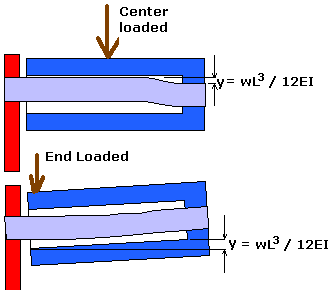 Center
loaded
y = wL³ / 12EI
End Loaded
y = wL³ / 12EI